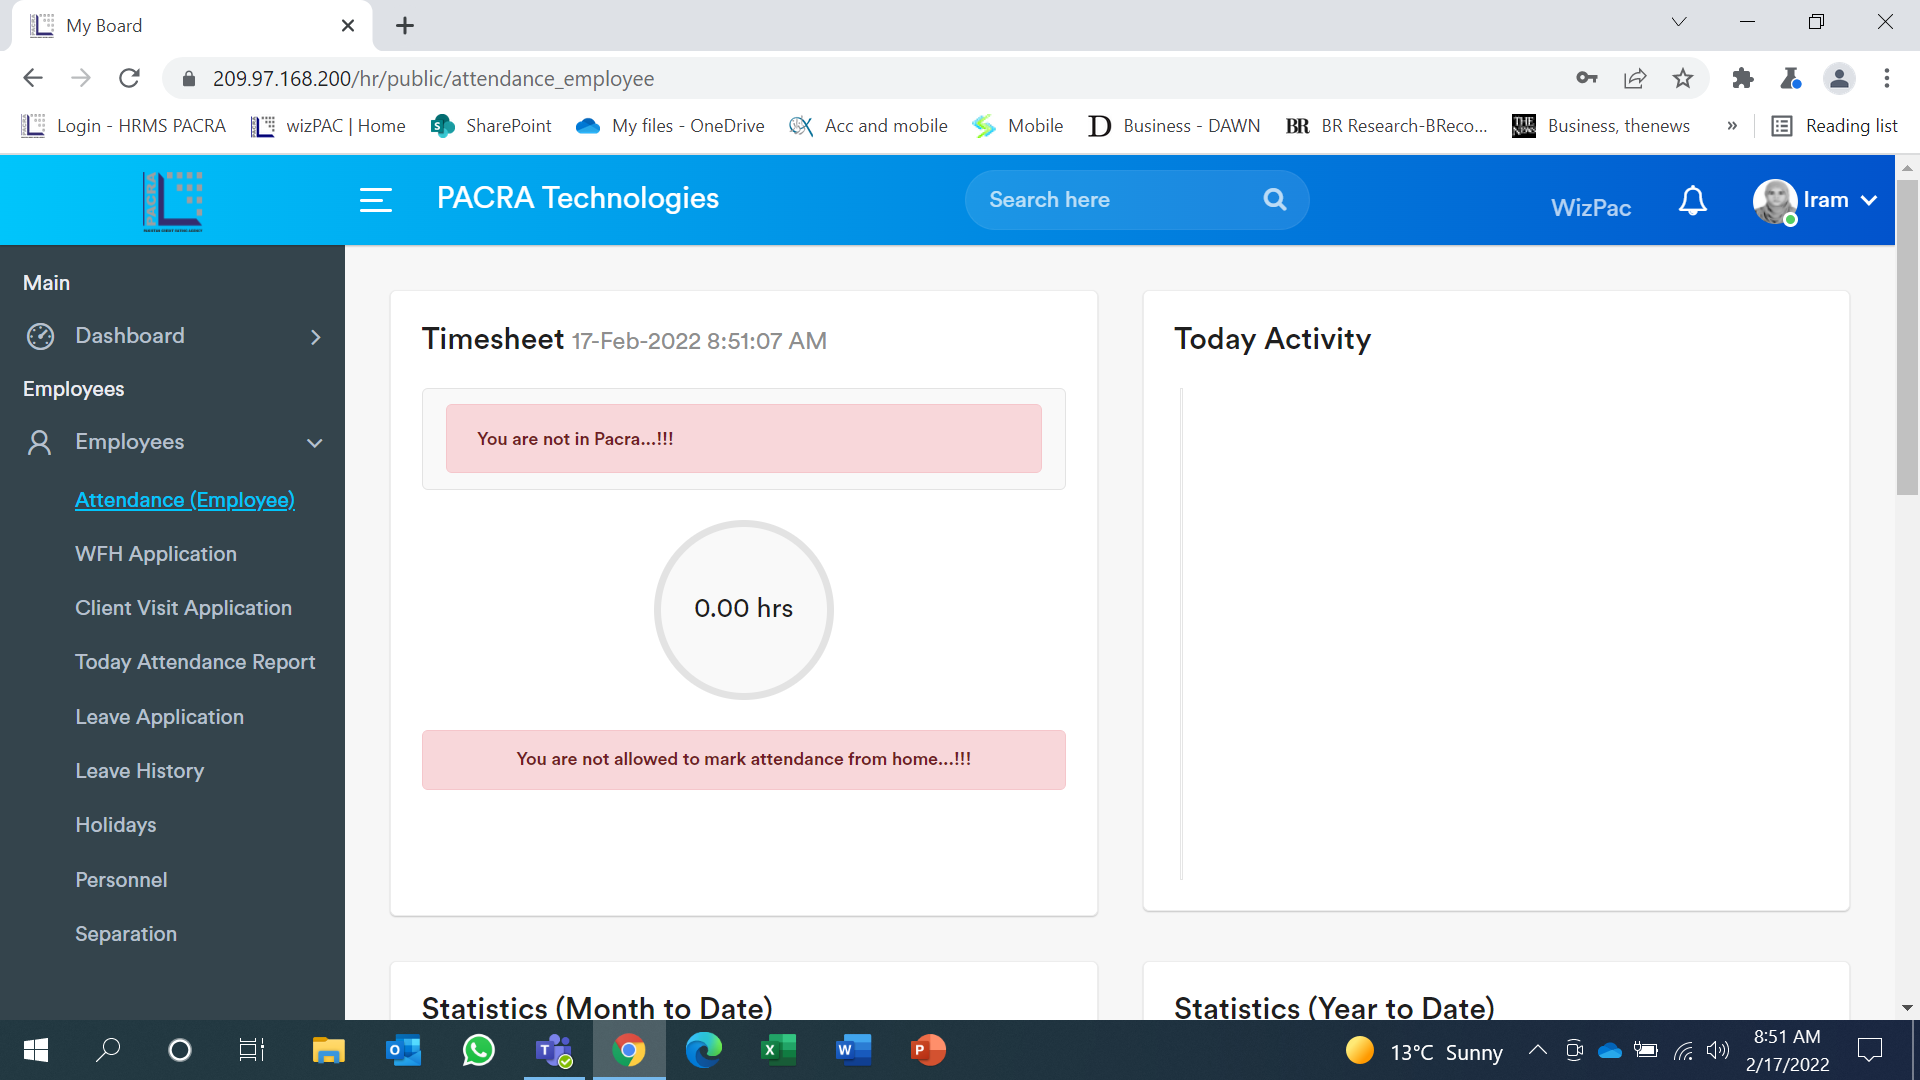 My Board
209.97.168.200/hr/public/attendance_employee
Login - HRMS PACRA
wizPAC | Home
SharePoint
My files - OneDrive
Acc and mobile
Mobile
Business - DAWN
BR Research-BReco...
Business, thenews
»
Reading list
PACRA
PACRA Technologies
Search here
WizPac
Iram
Main
Dashboard
Employees
Employees
Attendance (Employee)
WFH Application
Client Visit Application
Today Attendance Report
Leave Application
Leave History
Holidays
Personnel
Separation
Timesheet 17-Feb-2022 8:51:07 AM
You are not in Pacra...!!!
0.00 hrs
You are not allowed to mark attendance from home...!!!
Today Activity
Statistics (Month to Date)
Statistics (Year to Date)
13°C Sunny
8:51 AM
2/17/2022